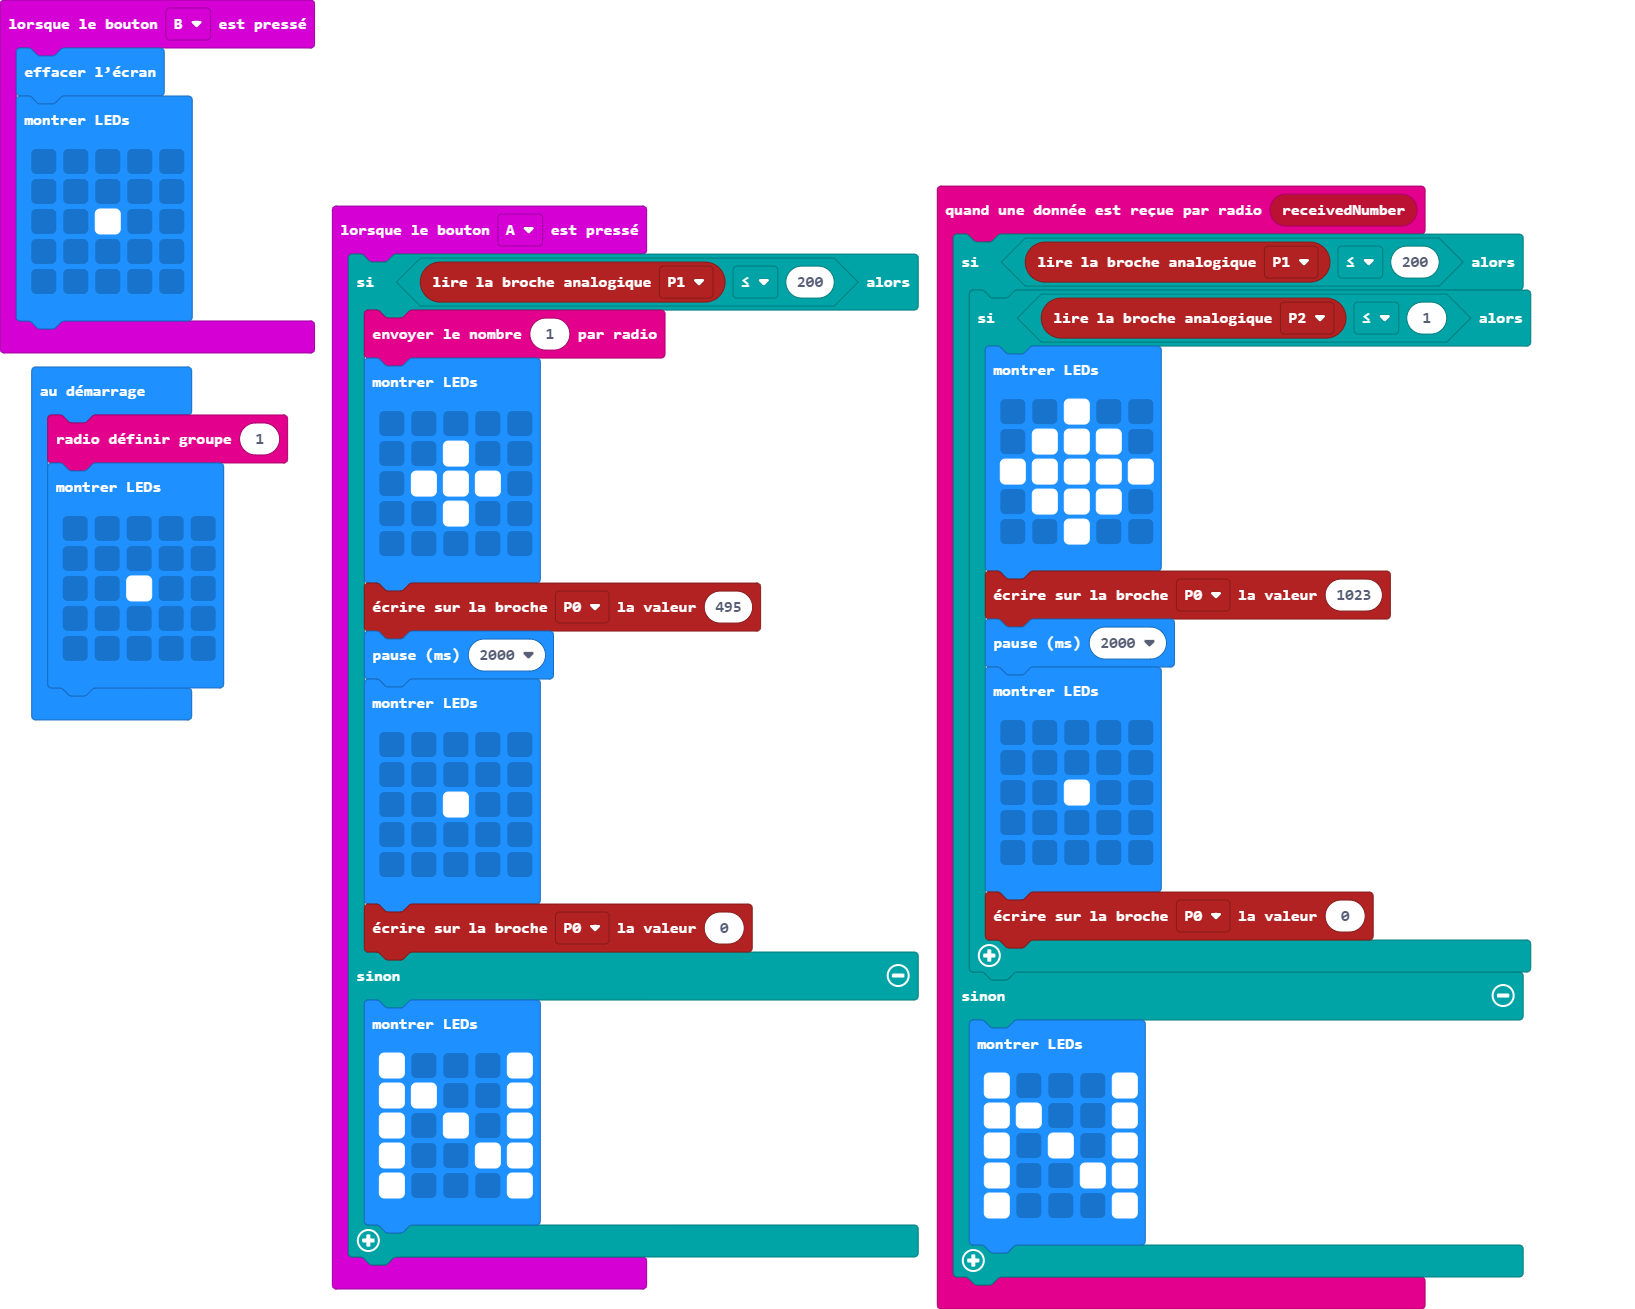 lorsque le bouton B est pressé
effacer l’écran
montrer LEDs
au démarrage
radio définir groupe 1
montrer LEDs
lorsque le bouton A est pressé
si lire la broche analogique P1 ≤ 200 alors
envoyer le nombre 1 par radio
montrer LEDs
écrire sur la broche P0 la valeur 495
pause (ms) 2000
montrer LEDs
écrire sur la broche P0 la valeur 0
sinon
montrer LEDs
quand une donnée est reçue par radio receivedNumber
si lire la broche analogique P1 ≤ 200 alors
si lire la broche analogique P2 ≤ 1 alors
montrer LEDs
écrire sur la broche P0 la valeur 1023
pause (ms) 2000
montrer LEDs
écrire sur la broche P0 la valeur 0
sinon
montrer LEDs